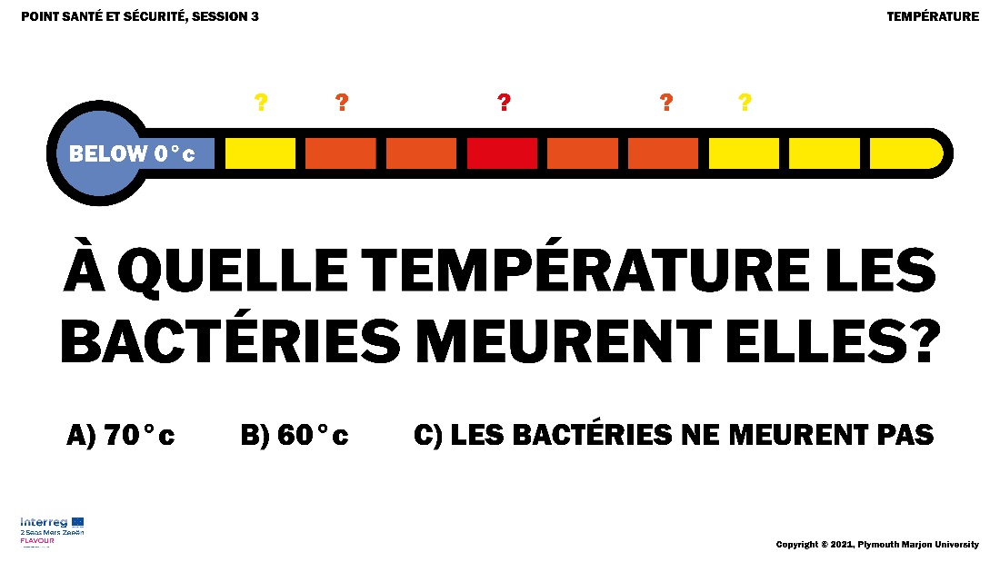 POINT SANTÉ ET SÉCURITÉ, SESSION 3
TEMPÉRATURE
? ? ? ? ?
BELOW 0°c
À QUELLE TEMPÉRATURE LES
BACTÉRIES MEURENT ELLES?
A) 70°c B) 60°c C) LES BACTÉRIES NE MEURENT PAS
Interreg
2 Seas Mers Zeeën
FLAVOUR
Copyright © 2021, Plymouth Marjon University